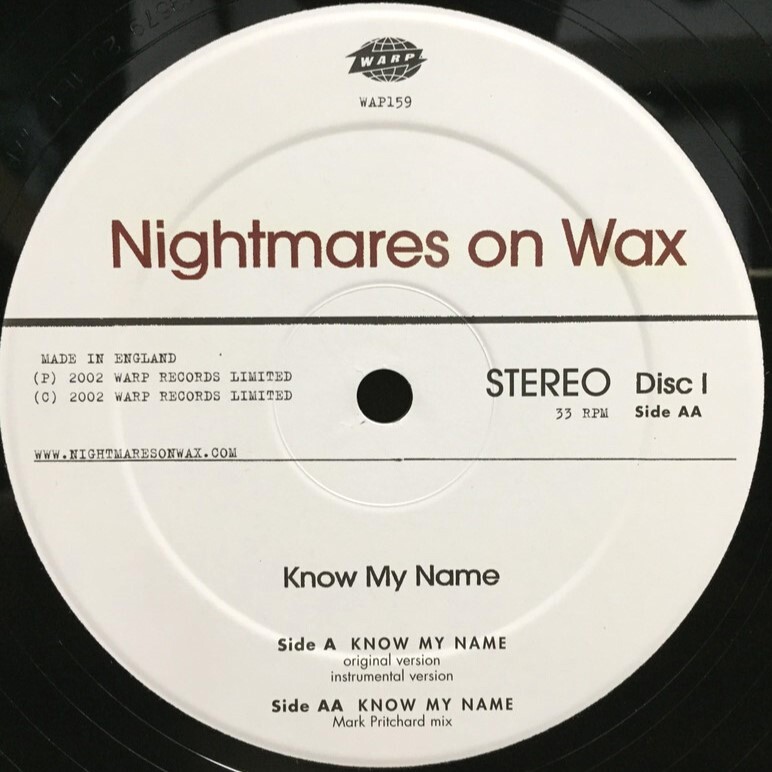 WARP
WAP159
Nightmares on Wax
MADE IN ENGLAND
(P) 2002 WARP RECORDS LIMITED
(C) 2002 WARP RECORDS LIMITED
STEREO Disc I
33 RPM Side AA
WWW.NIGHTMARESONWAX.COM
Know My Name
Side A KNOW MY NAME
original version
instrumental version
Side AA KNOW MY NAME
Mark Pritchard mix